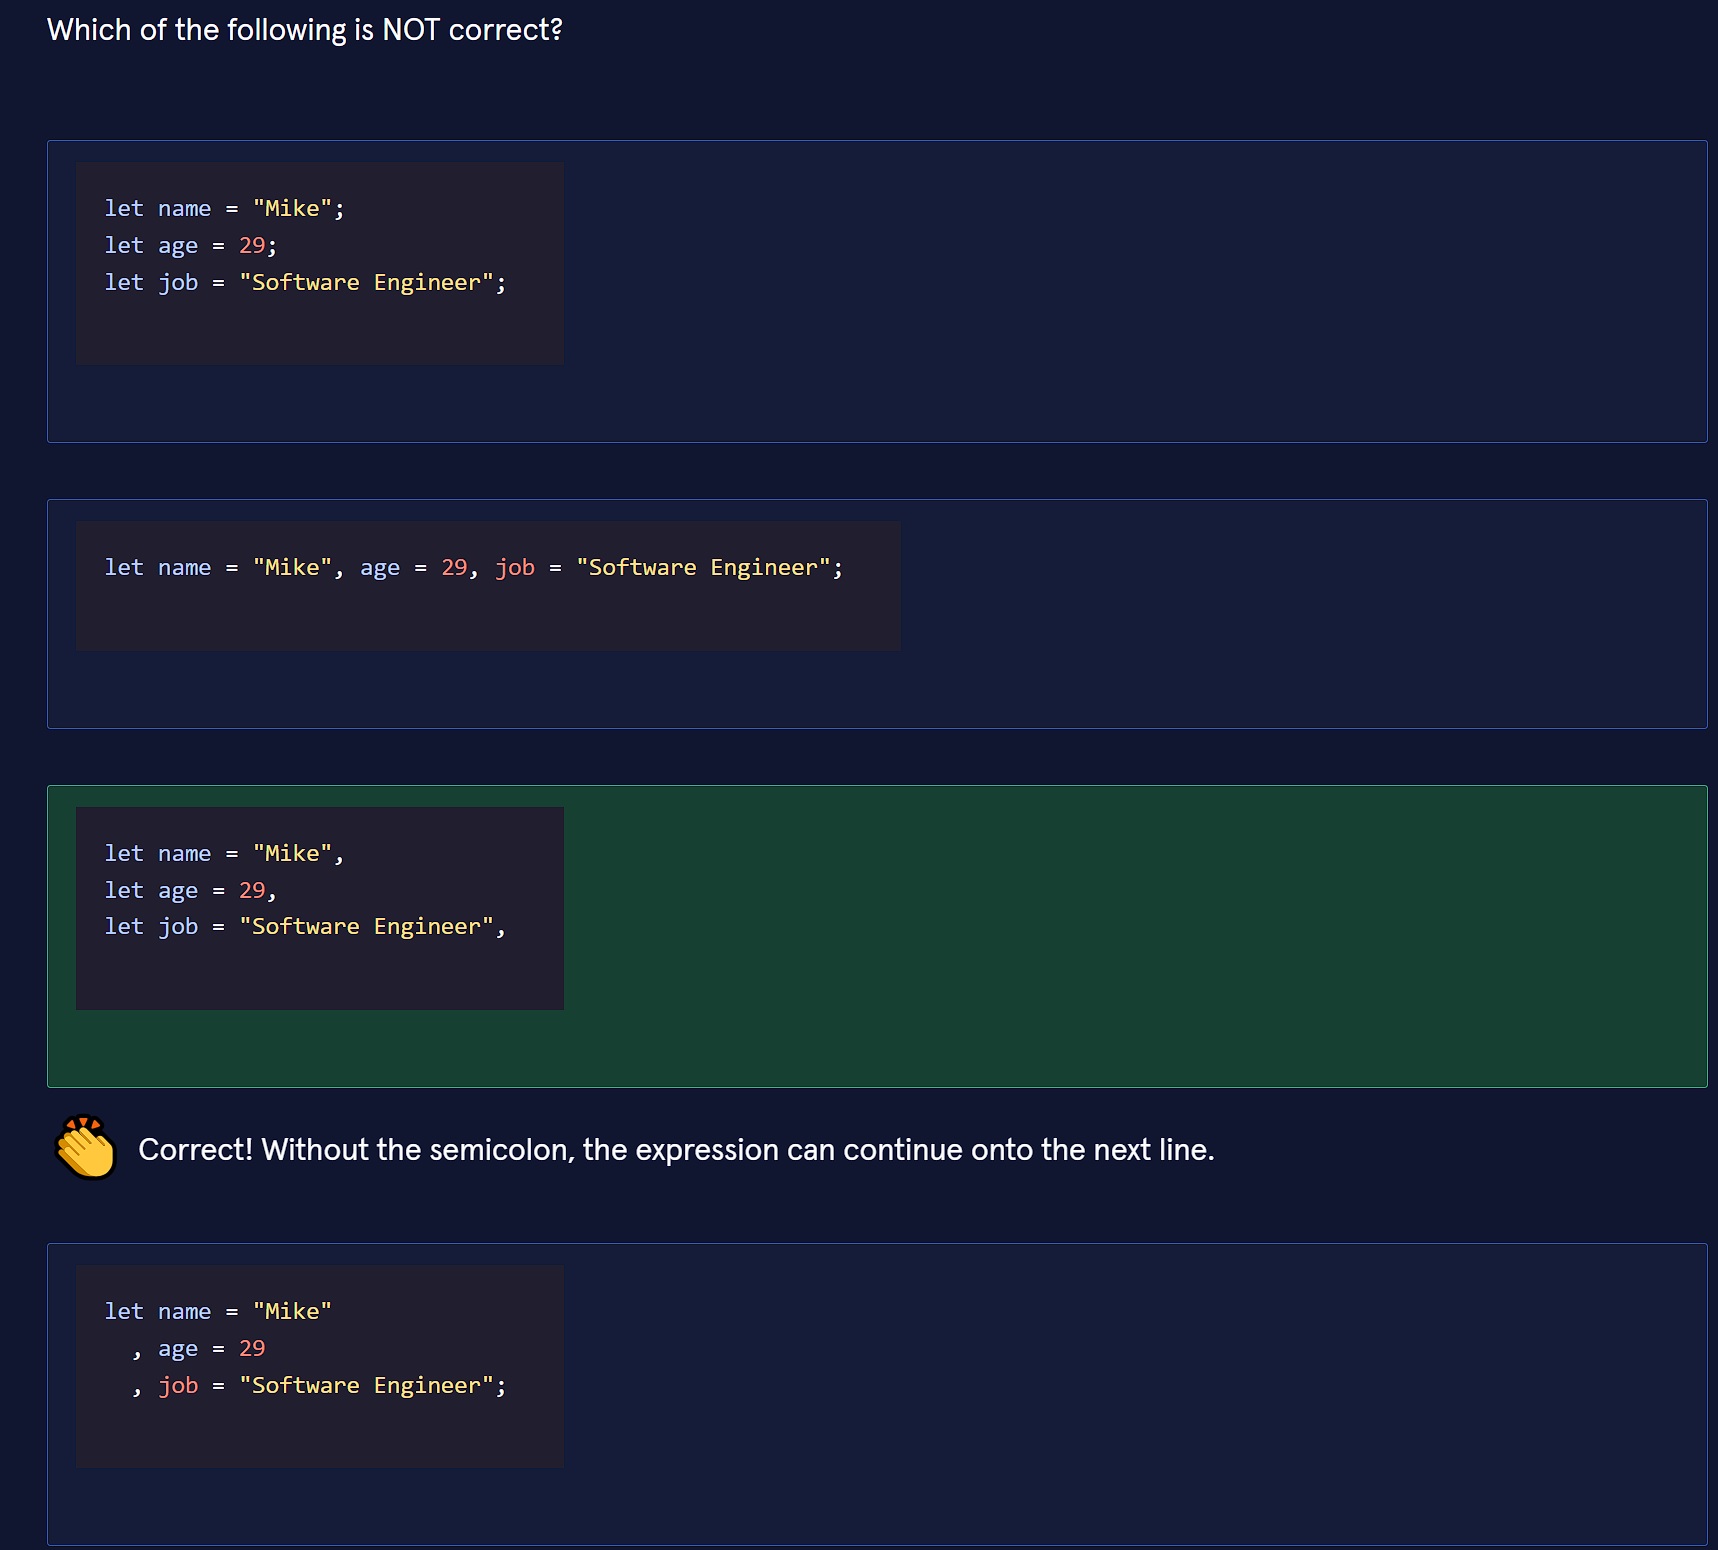 Which of the following is NOT correct?
let name = "Mike";
let age = 29;
let job = "Software Engineer";
let name = "Mike", age = 29, job = "Software Engineer";
let name = "Mike",
let age = 29,
let job = "Software Engineer",
Correct! Without the semicolon, the expression can continue onto the next line.
let name = "Mike"
, age = 29
, job = "Software Engineer";